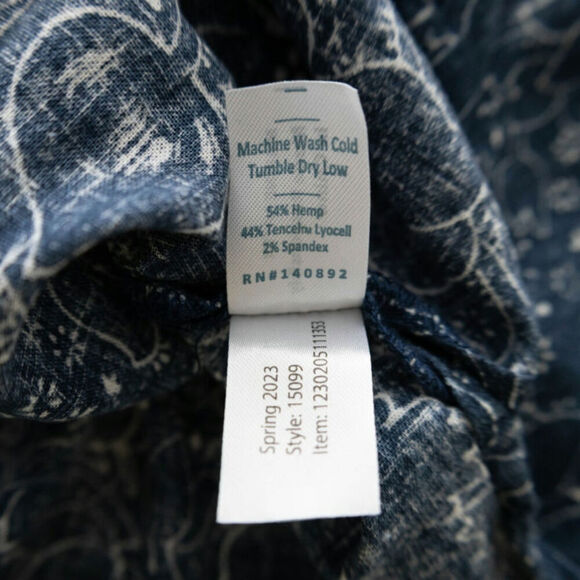 Machine Wash Cold
Tumble Dry Low
54% Hemp
44% Tencel™ Lyocell
2% Spandex
RN#140892
Spring 2023
Style: 15099
Item: 1230205111353